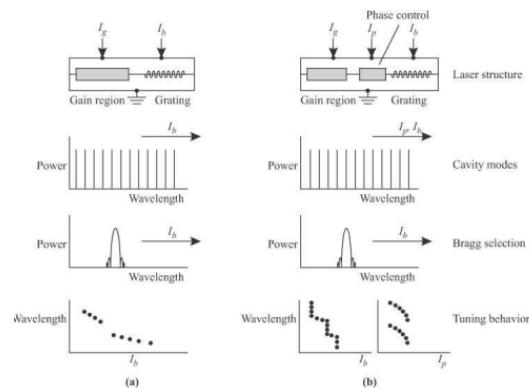 Phase control
I_g I_b
I_g I_p I_b
Gain region Grating
Gain region Grating
Laser structure
I_b
I_p, I_b
Power
Power
Cavity modes
Wavelength
Wavelength
I_b
I_b
Power
Power
Bragg selection
Wavelength
Wavelength
Wavelength
Wavelength
Tuning behavior
I_b
I_b
I_p
(a)
(b)